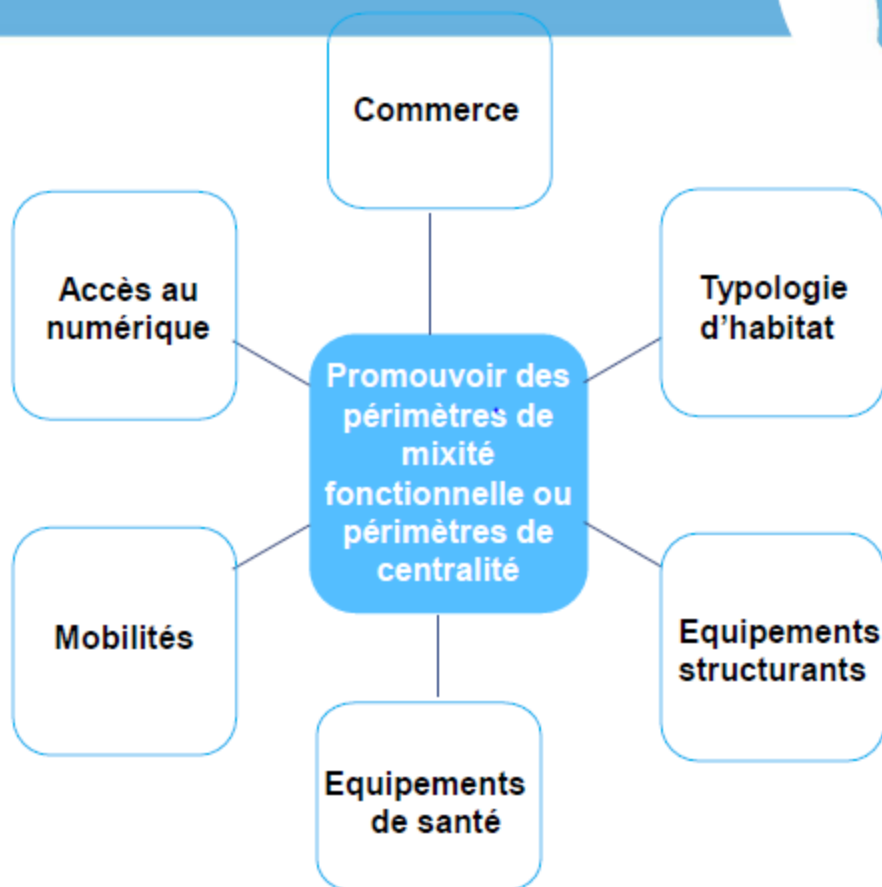 Commerce
Accès au
numérique
Typologie
d'habitat
Promouvoir des
périmètres de
mixité
fonctionnelle ou
périmètres de
centralité
Mobilités
Equipements
structurants
Equipements
de santé